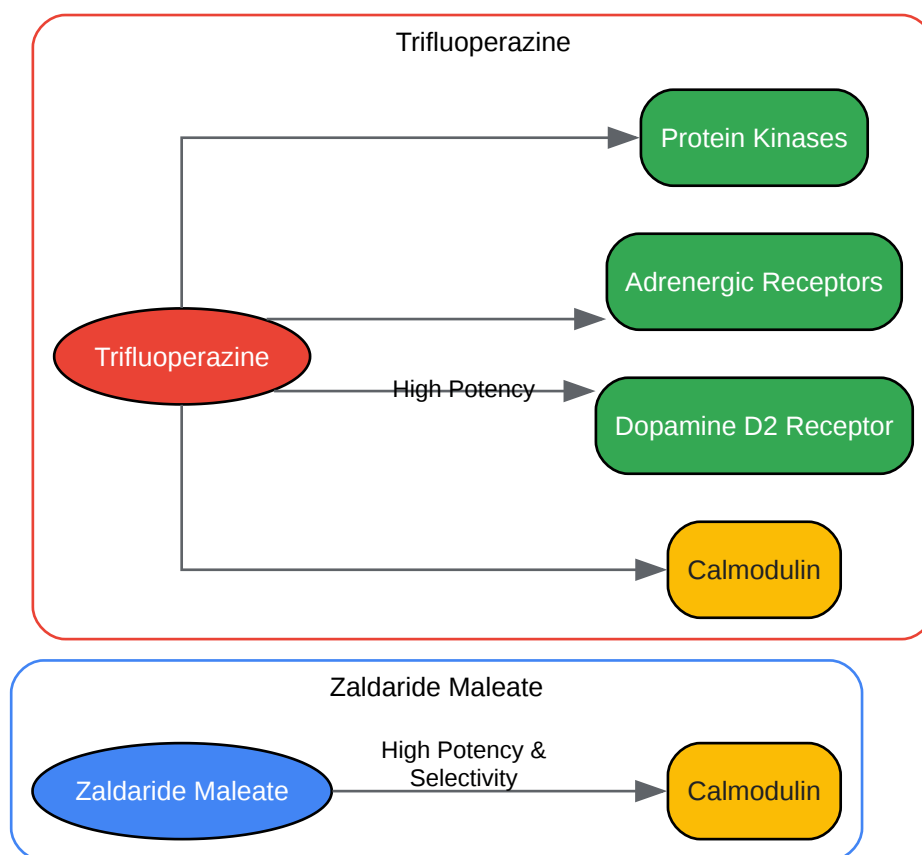 Trifluoperazine
Protein Kinases
Adrenergic Receptors
Trifluoperazine
High Potency
Dopamine D2 Receptor
Calmodulin
Zaldaride Maleate
High Potency &
Selectivity
Zaldaride Maleate
Calmodulin